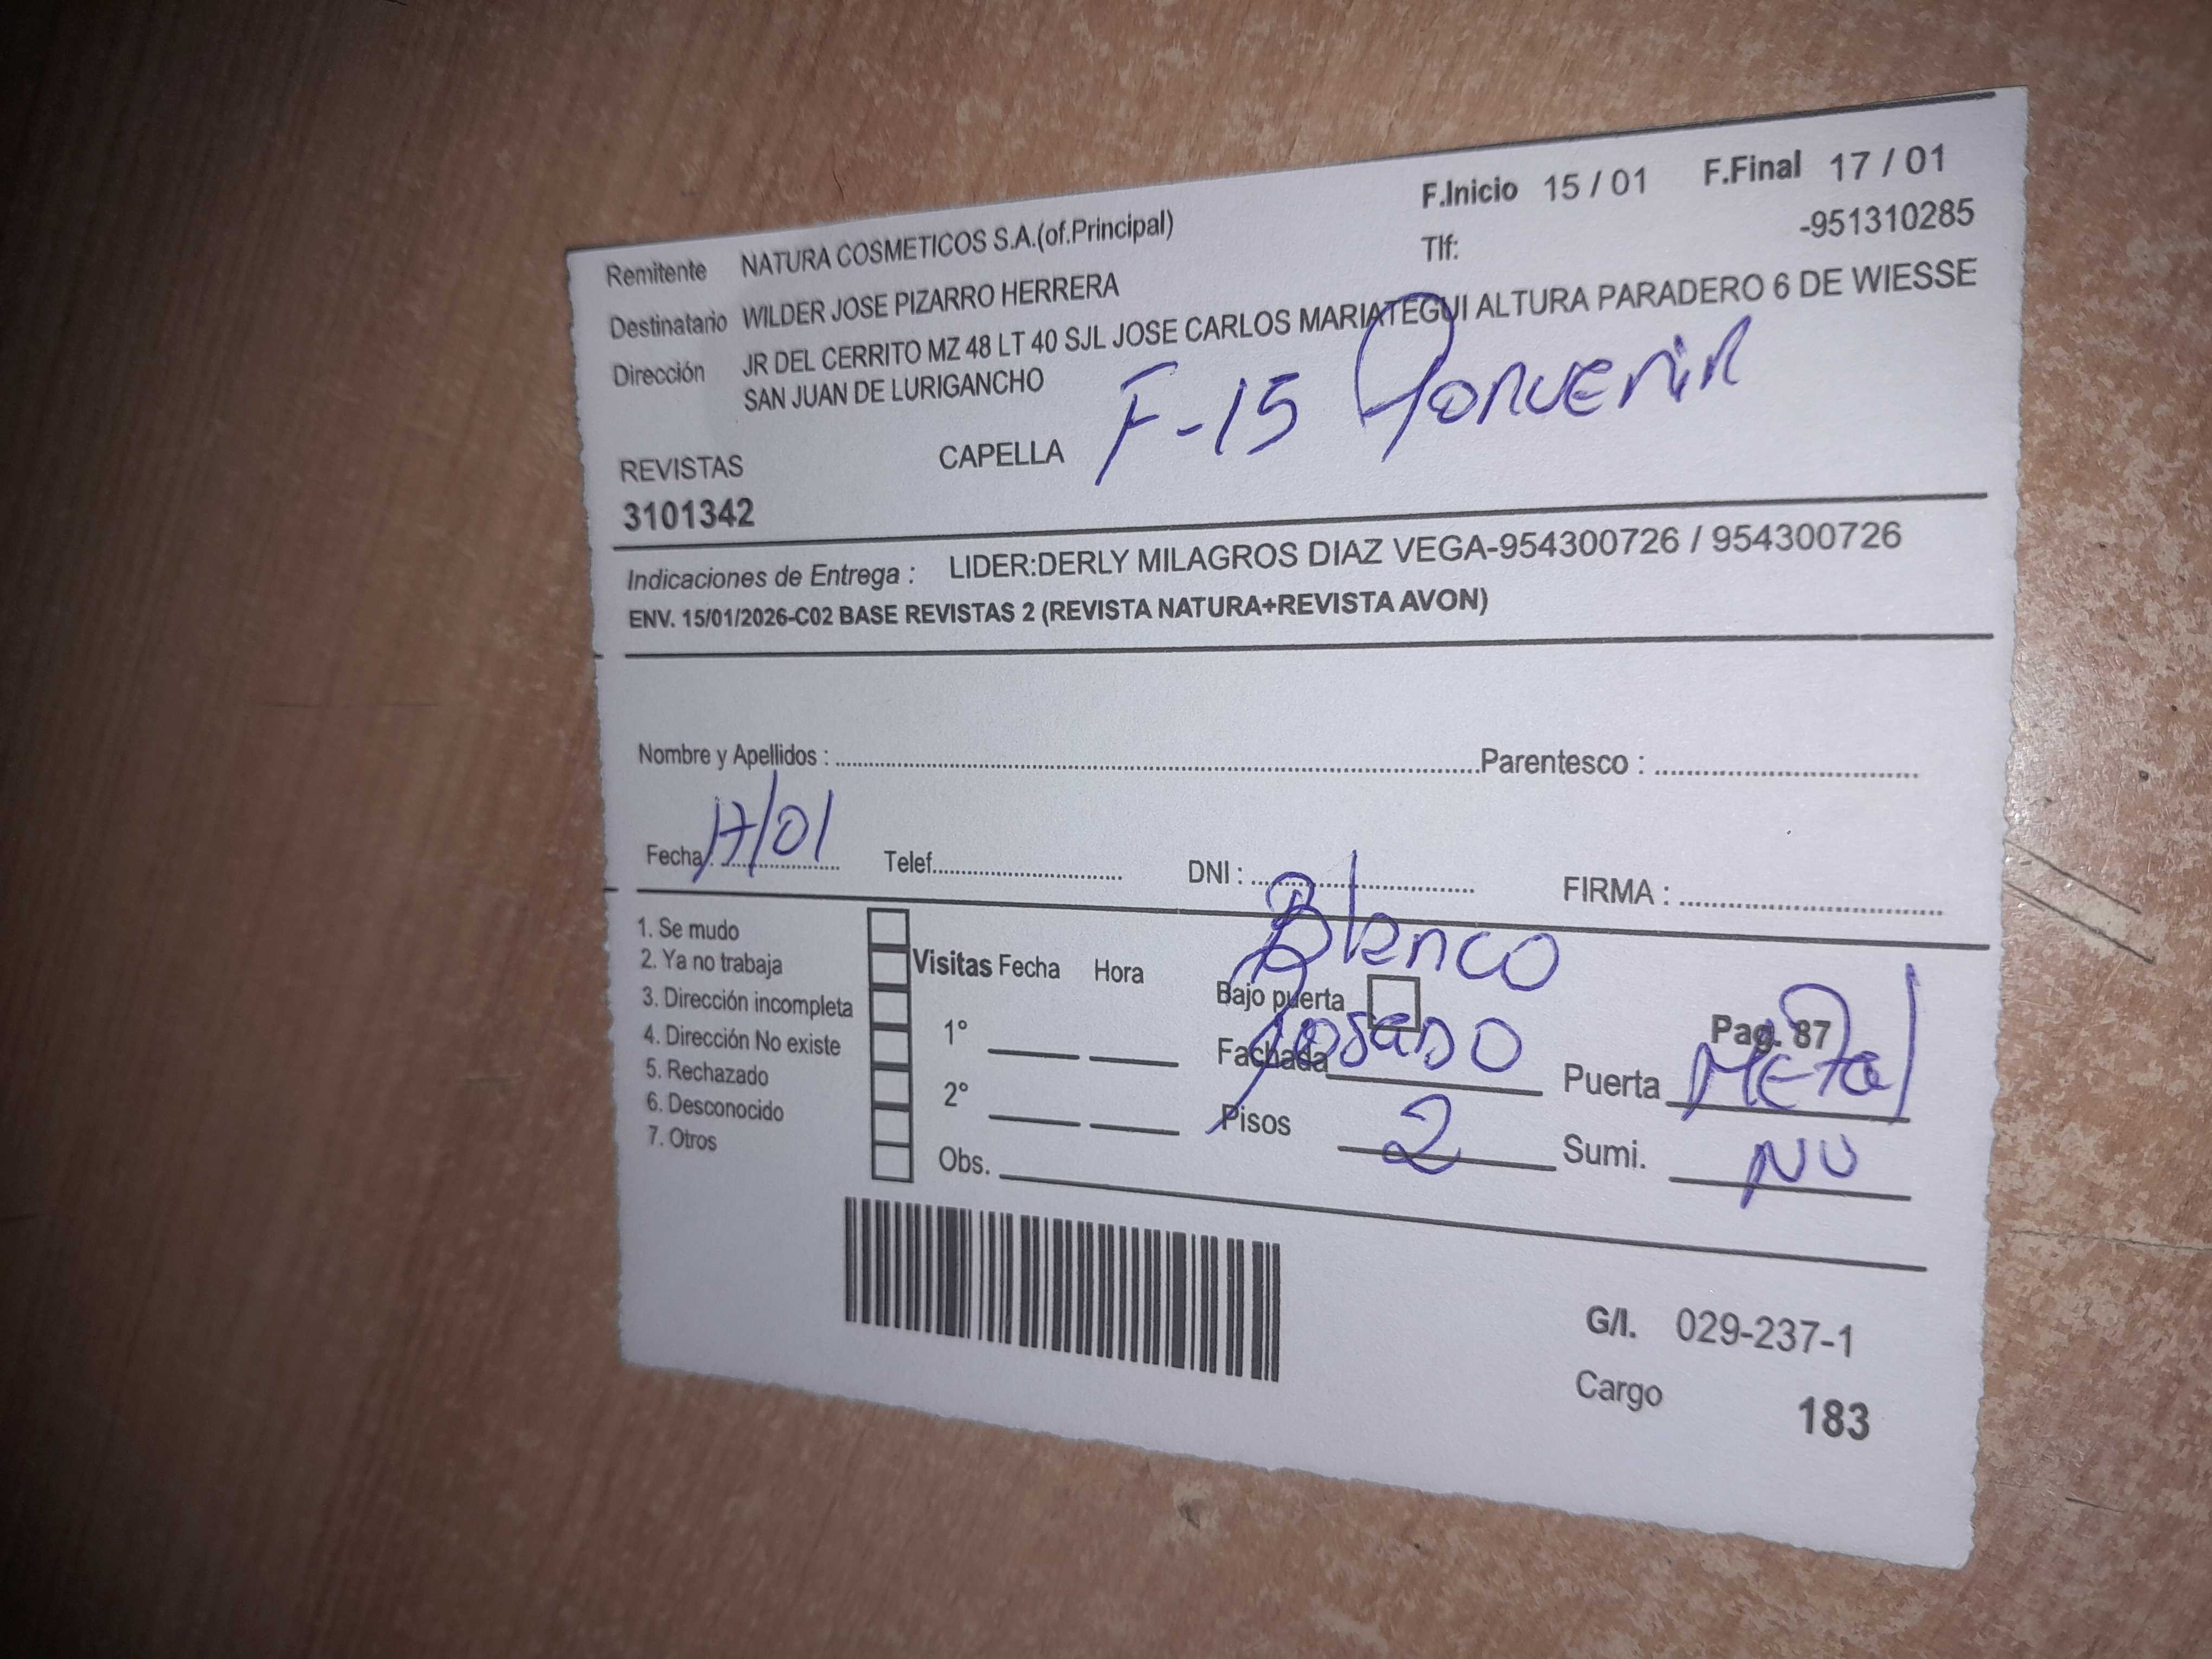 F.Inicio 15 / 01 F.Final 17 / 01
Remitente NATURA COSMETICOS S.A.(of.Principal) Tlf: -951310285
Destinatario WILDER JOSE PIZARRO HERRERA
Dirección JR DEL CERRITO MZ 48 LT 40 SJL JOSE CARLOS MARIATEGUI ALTURA PARADERO 6 DE WIESSE
SAN JUAN DE LURIGANCHO
REVISTAS CAPELLA F-15 Porvenir
3101342
Indicaciones de Entrega : LIDER:DERLY MILAGROS DIAZ VEGA-954300726 / 954300726
ENV. 15/01/2026-C02 BASE REVISTAS 2 (REVISTA NATURA+REVISTA AVON)
Nombre y Apellidos : Parentesco :
Fecha 17/01 Telef. DNI : FIRMA :
1. Se mudo
2. Ya no trabaja
3. Dirección incompleta
4. Dirección No existe
5. Rechazado
6. Desconocido
7. Otros
Visitas Fecha Hora
1°
2°
Obs.
Blanco
Bajo puerta Pag. 87
Fachada Rosado Puerta Metal
Pisos 2 Sumi. NO
G/I. 029-237-1
Cargo 183